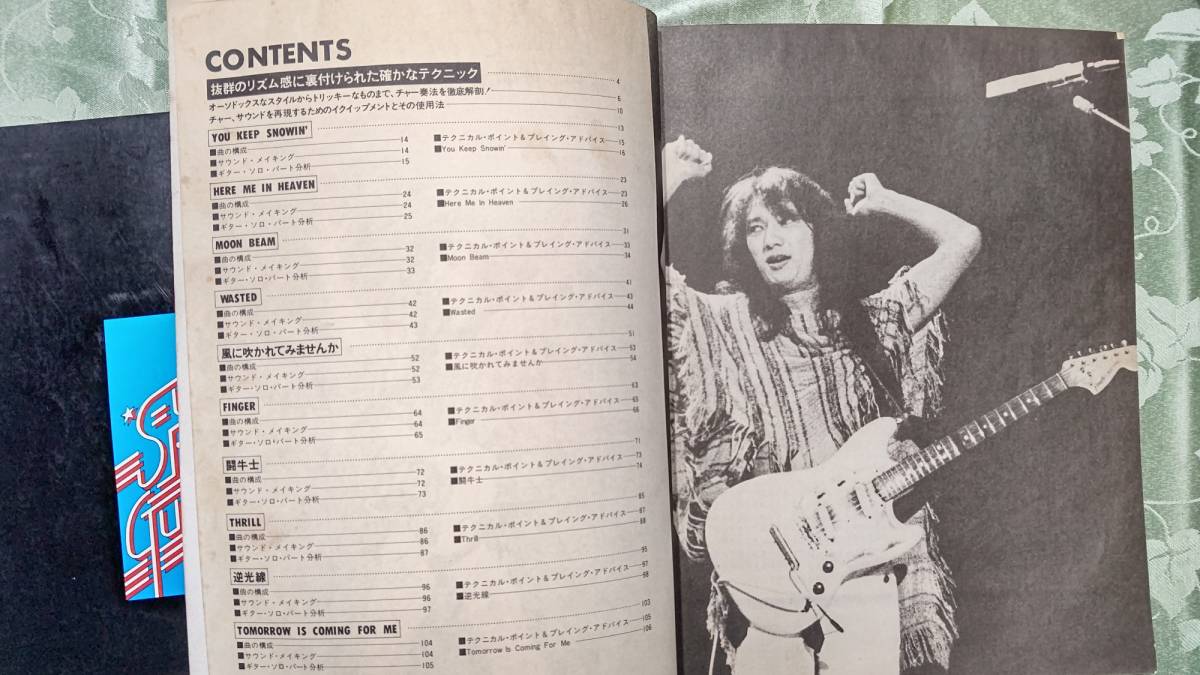 CONTENTS
抜群のリズム感に裏付けられた確かなテクニック 4
オーソドックスなスタイルからトリッキーなものまで、チャー奏法を徹底解剖! 6
チャー、サウンドを再現するためのイクイップメントとその使用法 10
YOU KEEP SNOWIN' 13
■曲の構成 14
■サウンド・メイキング 14
■ギター・ソロ・パート分析 15
■テクニカル・ポイント&プレイング・アドバイス 15
■You Keep Snowin' 16
HERE ME IN HEAVEN 23
■曲の構成 24
■サウンド・メイキング 24
■ギター・ソロ・パート分析 25
■テクニカル・ポイント&プレイング・アドバイス 23
■Here Me In Heaven 26
MOON BEAM 31
■曲の構成 32
■サウンド・メイキング 32
■ギター・ソロ・パート分析 33
■テクニカル・ポイント&プレイング・アドバイス 33
■Moon Beam 34
WASTED 41
■曲の構成 42
■サウンド・メイキング 42
■ギター・ソロ・パート分析 43
■テクニカル・ポイント&プレイング・アドバイス 43
■Wasted 44
風に吹かれてみませんか 51
■曲の構成 52
■サウンド・メイキング 52
■ギター・ソロ・パート分析 53
■テクニカル・ポイント&プレイング・アドバイス 53
■風に吹かれてみませんか 54
FINGER 63
■曲の構成 64
■サウンド・メイキング 64
■ギター・ソロ・パート分析 65
■テクニカル・ポイント&プレイング・アドバイス 65
■Finger 66
闘牛士 71
■曲の構成 72
■サウンド・メイキング 72
■ギター・ソロ・パート分析 73
■テクニカル・ポイント&プレイング・アドバイス 73
■闘牛士 74
THRILL 85
■曲の構成 86
■サウンド・メイキング 86
■ギター・ソロ・パート分析 87
■テクニカル・ポイント&プレイング・アドバイス 87
■Thrill 88
逆光線 95
■曲の構成 96
■サウンド・メイキング 96
■ギター・ソロ・パート分析 97
■テクニカル・ポイント&プレイング・アドバイス 97
■逆光線 98
TOMORROW IS COMING FOR ME 103
■曲の構成 104
■サウンド・メイキング 104
■ギター・ソロ・パート分析 105
■テクニカル・ポイント&プレイング・アドバイス 105
■Tomorrow Is Coming For Me 106